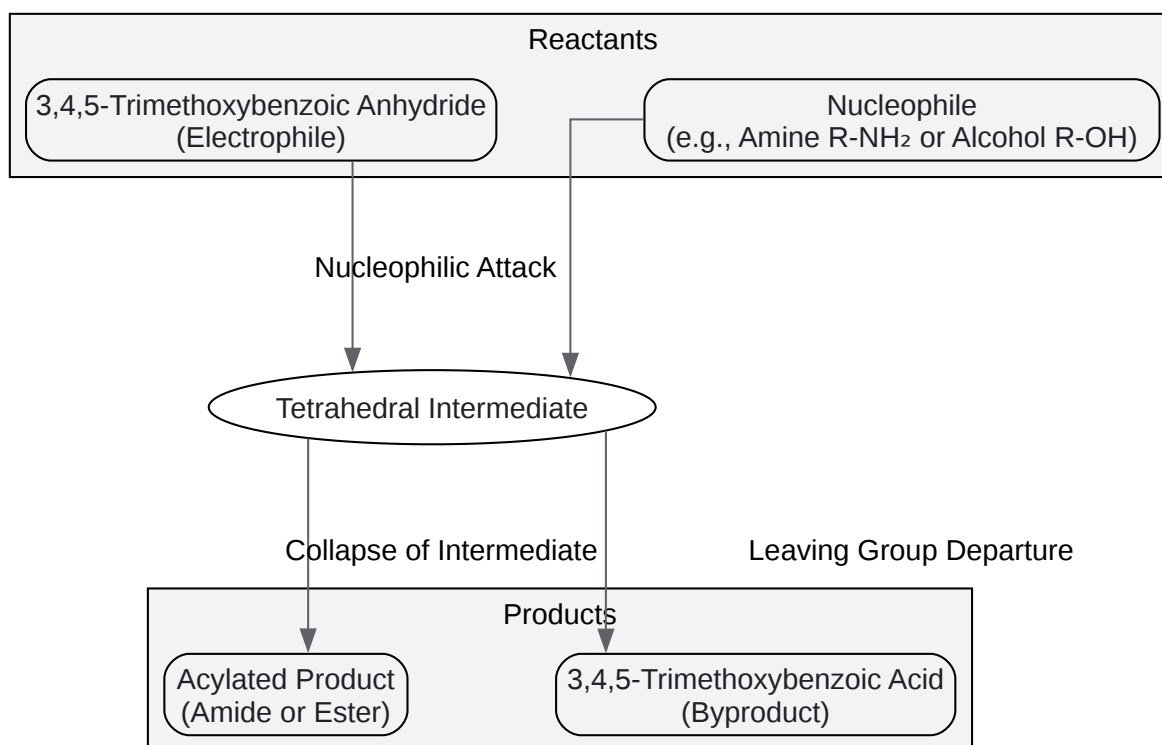 Reactants
3,4,5-Trimethoxybenzoic Anhydride
(Electrophile)
Nucleophile
(e.g., Amine R-NH₂ or Alcohol R-OH)
Nucleophilic Attack
Tetrahedral Intermediate
Collapse of Intermediate
Leaving Group Departure
Products
Acylated Product
(Amide or Ester)
3,4,5-Trimethoxybenzoic Acid
(Byproduct)